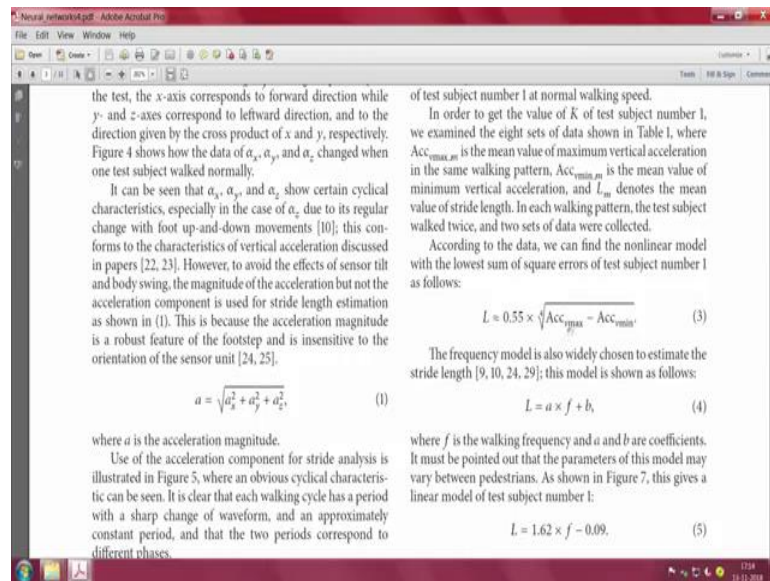 Neural_networks4.pdf - Adobe Acrobat Pro
File Edit View Window Help
Open Create Customize
3 / 11 80% Tools Fill & Sign Comment
the test, the x-axis corresponds to forward direction while
y- and z-axes correspond to leftward direction, and to the
direction given by the cross product of x and y, respectively.
Figure 4 shows how the data of αx, αy, and αz changed when
one test subject walked normally.
It can be seen that αx, αy, and αz show certain cyclical
characteristics, especially in the case of αz due to its regular
change with foot up-and-down movements [10]; this con-
forms to the characteristics of vertical acceleration discussed
in papers [22, 23]. However, to avoid the effects of sensor tilt
and body swing, the magnitude of the acceleration but not the
acceleration component is used for stride length estimation
as shown in (1). This is because the acceleration magnitude
is a robust feature of the footstep and is insensitive to the
orientation of the sensor unit [24, 25].
a = √(a²x + a²y + a²z), (1)
where a is the acceleration magnitude.
Use of the acceleration component for stride analysis is
illustrated in Figure 5, where an obvious cyclical characteris-
tic can be seen. It is clear that each walking cycle has a period
with a sharp change of waveform, and an approximately
constant period, and that the two periods correspond to
different phases.
of test subject number 1 at normal walking speed.
In order to get the value of K of test subject number 1,
we examined the eight sets of data shown in Table 1, where
Accvmax_m is the mean value of maximum vertical acceleration
in the same walking pattern, Accvmin_m is the mean value of
minimum vertical acceleration, and Lm denotes the mean
value of stride length. In each walking pattern, the test subject
walked twice, and two sets of data were collected.
According to the data, we can find the nonlinear model
with the lowest sum of square errors of test subject number 1
as follows:
L ≈ 0.55 × ∜(Accvmax − Accvmin). (3)
The frequency model is also widely chosen to estimate the
stride length [9, 10, 24, 29]; this model is shown as follows:
L = a × f + b, (4)
where f is the walking frequency and a and b are coefficients.
It must be pointed out that the parameters of this model may
vary between pedestrians. As shown in Figure 7, this gives a
linear model of test subject number 1:
L = 1.62 × f − 0.09. (5)
17:14
13-11-2018